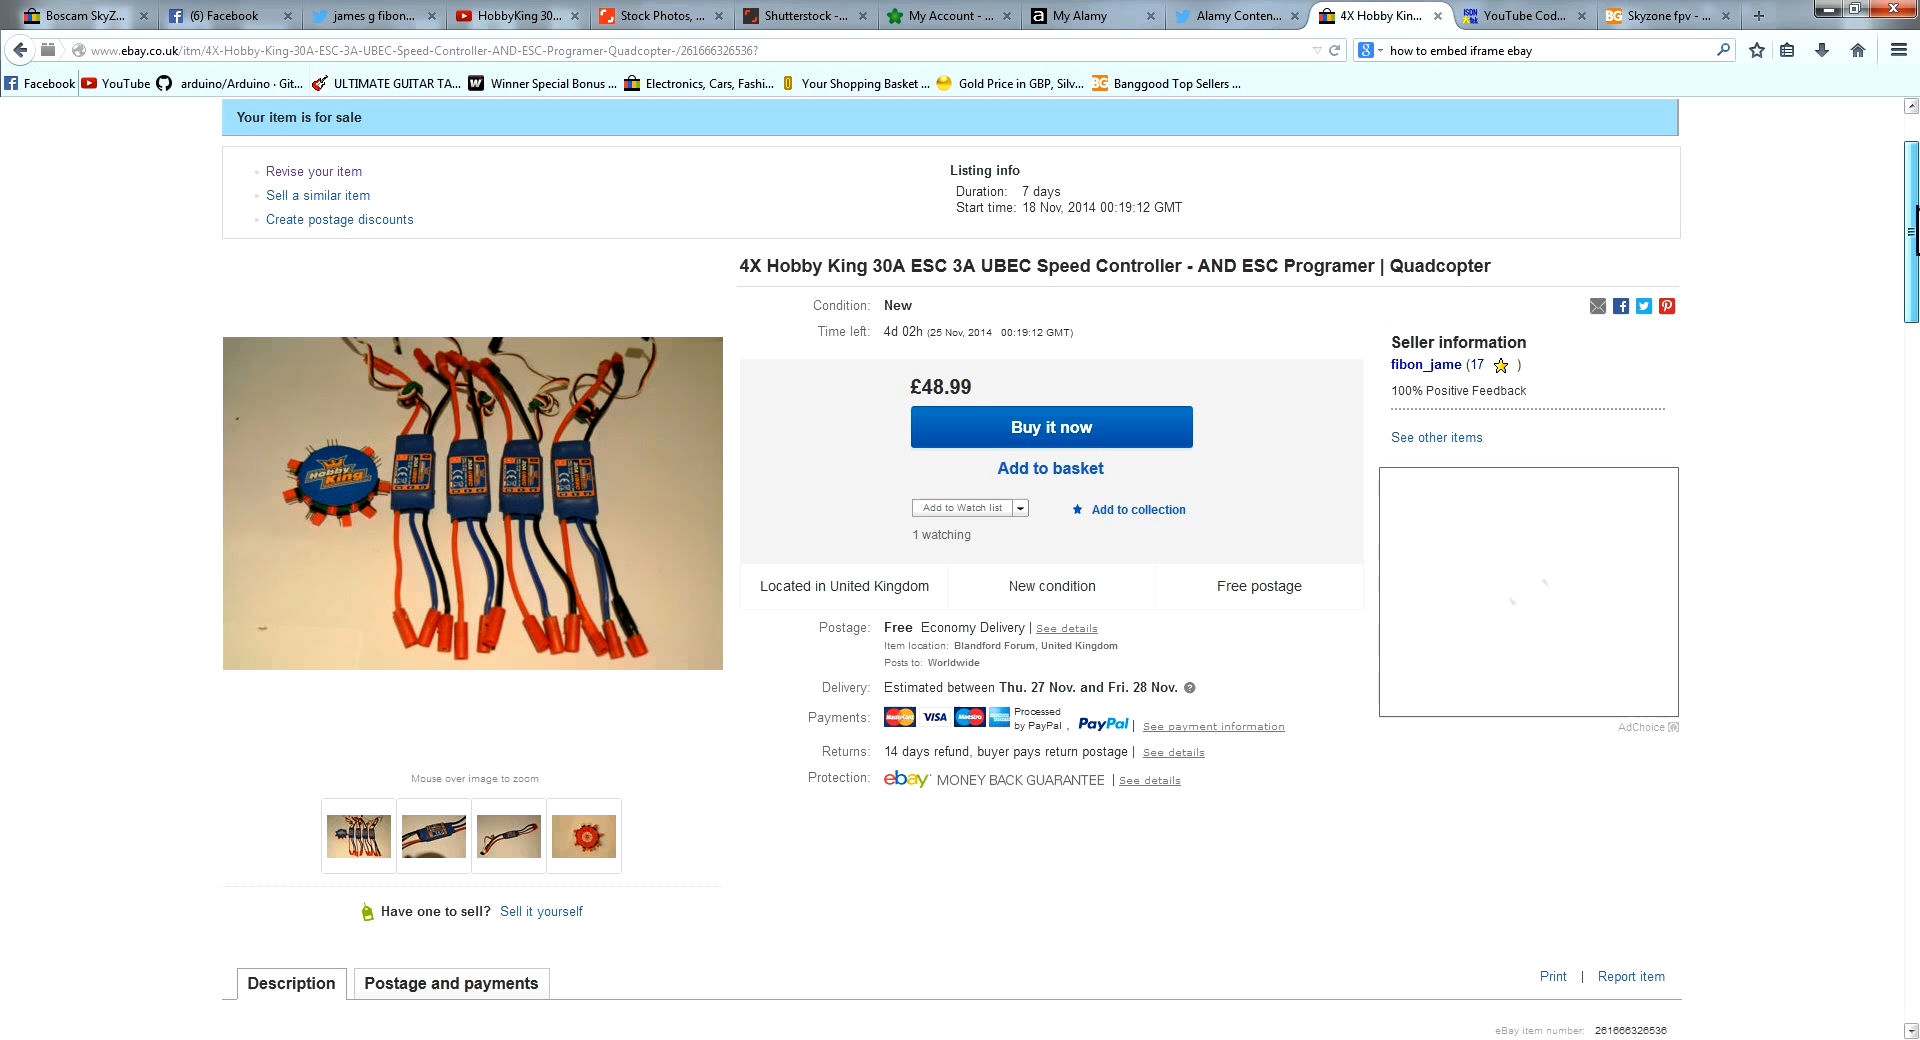 Boscam SkyZ...
(6) Facebook
james g fibon...
HobbyKing 30...
Stock Photos, ...
Shutterstock -...
My Account - ...
My Alamy
Alamy Conten...
4X Hobby Kin...
YouTube Cod...
Skyzone fpv - ...
www.ebay.co.uk/itm/4X-Hobby-King-30A-ESC-3A-UBEC-Speed-Controller-AND-ESC-Programer-Quadcopter-/261666326536?
how to embed iframe ebay
Facebook
YouTube
arduino/Arduino · Git...
ULTIMATE GUITAR TA...
Winner Special Bonus ...
Electronics, Cars, Fashi...
Your Shopping Basket ...
Gold Price in GBP, Silv...
Banggood Top Sellers ...
Your item is for sale
Revise your item
Sell a similar item
Create postage discounts
Listing info
Duration: 7 days
Start time: 18 Nov, 2014 00:19:12 GMT
4X Hobby King 30A ESC 3A UBEC Speed Controller - AND ESC Programer | Quadcopter
Condition: New
Time left: 4d 02h (25 Nov, 2014 00:19:12 GMT)
£48.99
Buy it now
Add to basket
Add to Watch list
Add to collection
1 watching
Located in United Kingdom
New condition
Free postage
Postage: Free Economy Delivery | See details
Item location: Blandford Forum, United Kingdom
Posts to: Worldwide
Delivery: Estimated between Thu. 27 Nov. and Fri. 28 Nov. ?
Payments: MasterCard VISA Maestro Processed by PayPal , PayPal | See payment information
Returns: 14 days refund, buyer pays return postage | See details
Protection: ebay MONEY BACK GUARANTEE | See details
Seller information
fibon_jame (17 )
100% Positive Feedback
See other items
AdChoice
Hobby
King
Mouse over image to zoom
Have one to sell? Sell it yourself
Description
Postage and payments
Print | Report item
eBay item number: 261666326536